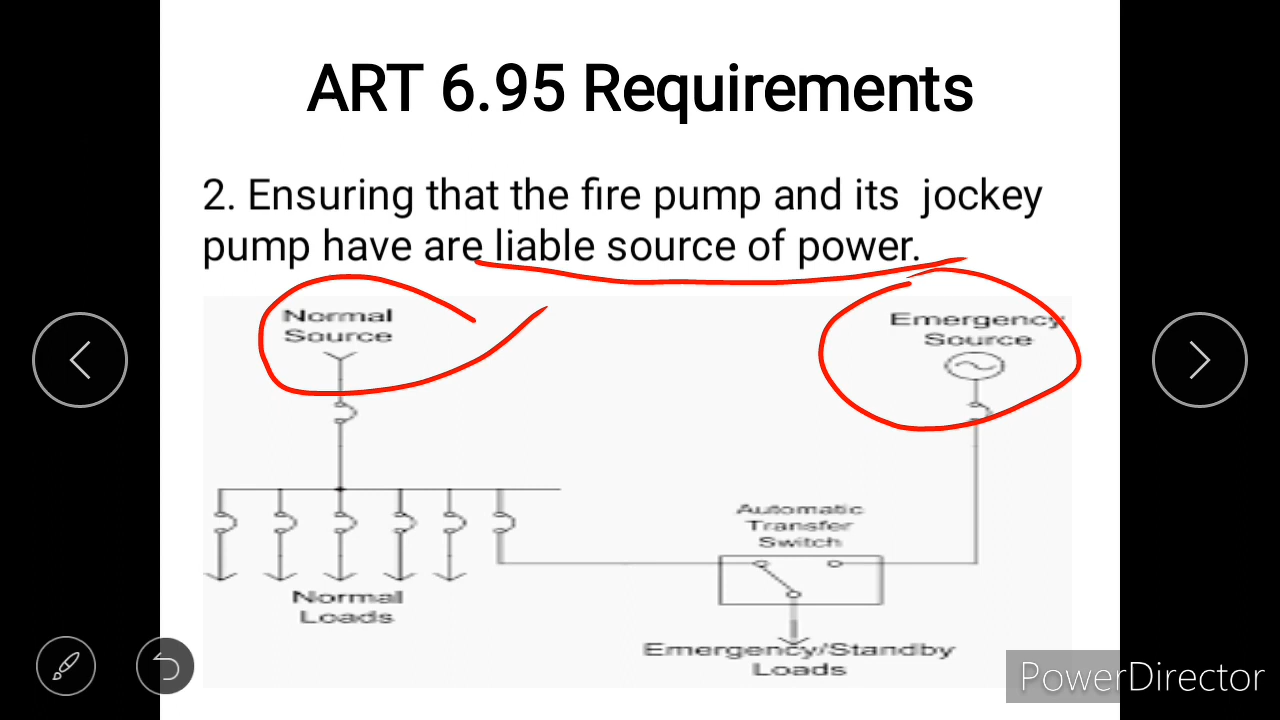 ART 6.95 Requirements
2. Ensuring that the fire pump and its  jockey
pump have are liable source of power.
Normal
Source
Emergency
Source
Automatic
Transfer
Switch
Normal
Loads
Emergency/Standby
Loads
PowerDirector